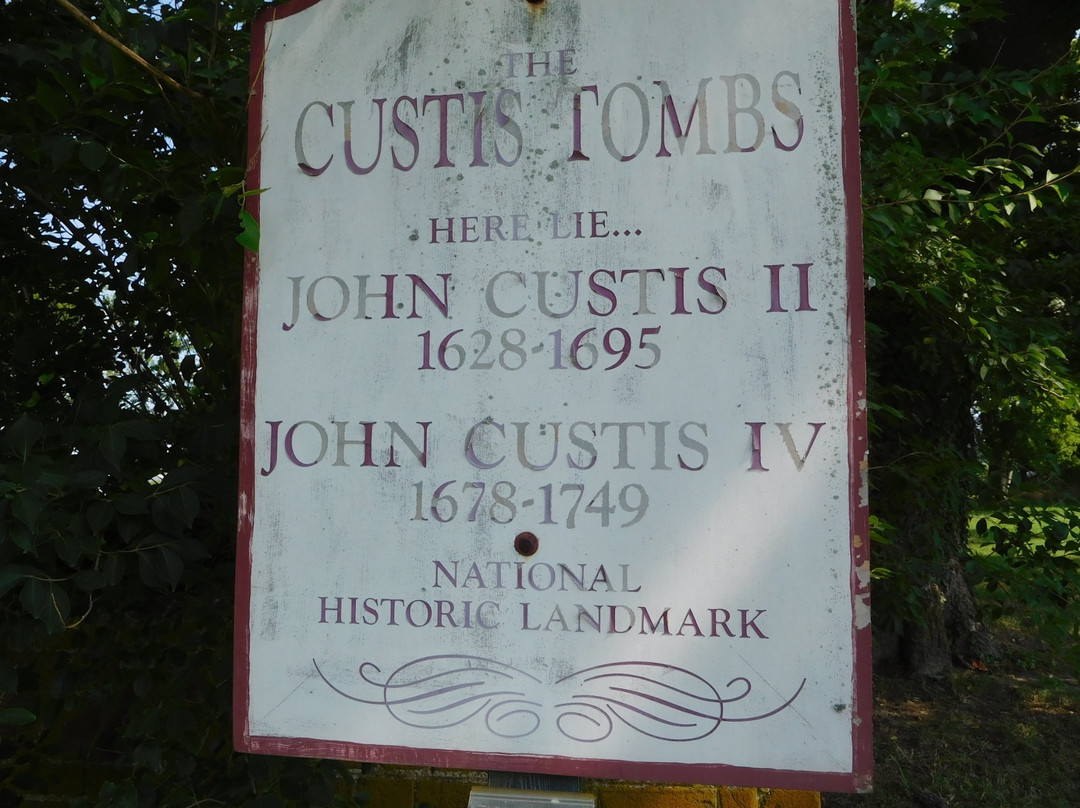 THE
CUSTIS TOMBS
HERE LIE...
JOHN CUSTIS II
1628-1695
JOHN CUSTIS IV
1678-1749
NATIONAL
HISTORIC LANDMARK